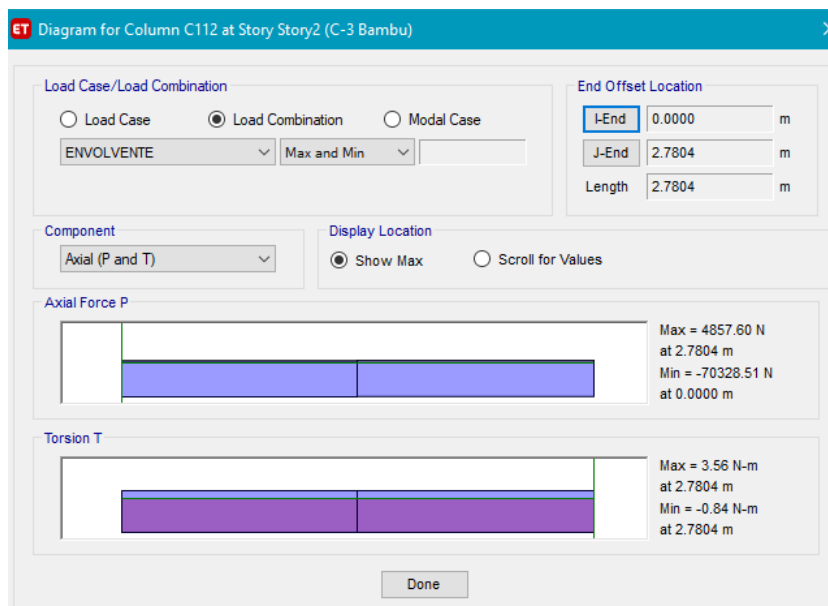 ET Diagram for Column C112 at Story Story2 (C-3 Bambu)
Load Case/Load Combination
Load Case Load Combination Modal Case
ENVOLVENTE Max and Min
End Offset Location
I-End 0.0000 m
J-End 2.7804 m
Length 2.7804 m
Component
Axial (P and T)
Display Location
Show Max Scroll for Values
Axial Force P
Max = 4857.60 N
at 2.7804 m
Min = -70328.51 N
at 0.0000 m
Torsion T
Max = 3.56 N-m
at 2.7804 m
Min = -0.84 N-m
at 2.7804 m
Done